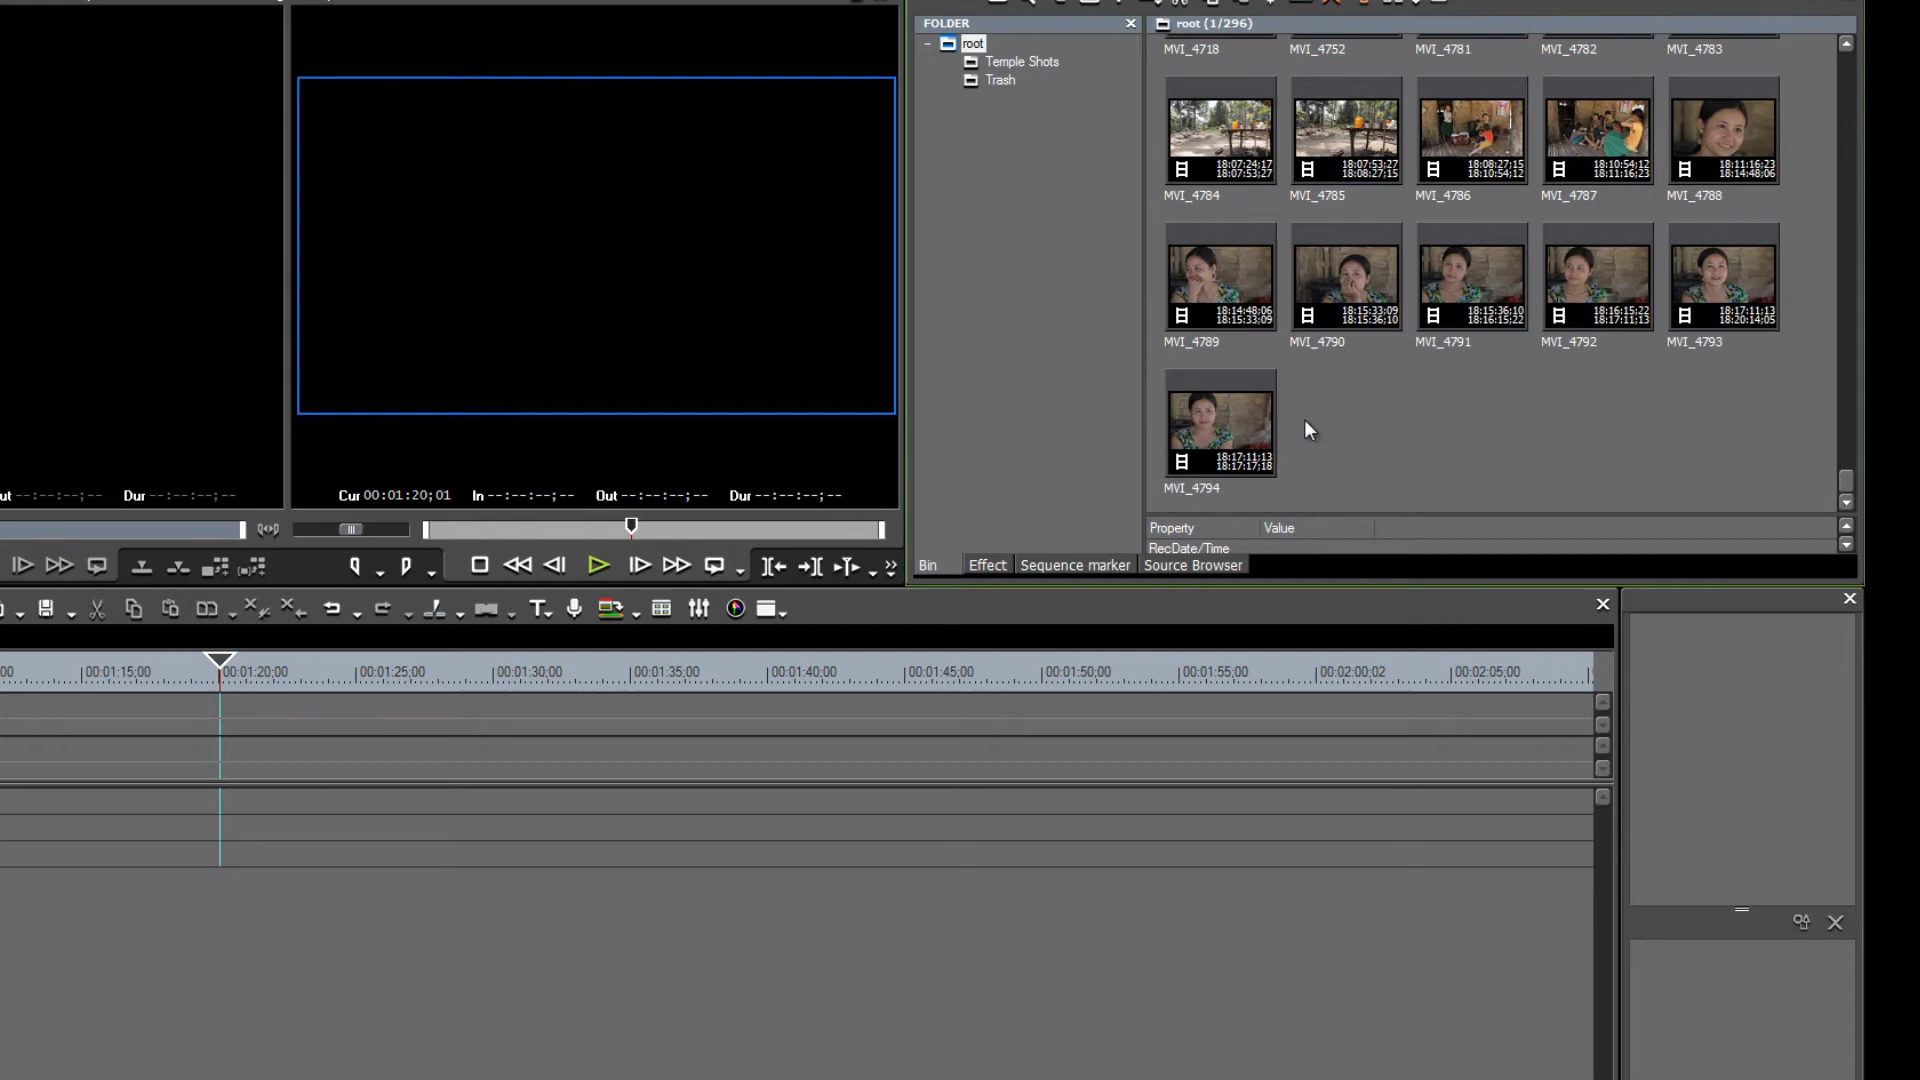 FOLDER
root
Temple Shots
Trash
root (1/296)
MVI_4718
MVI_4752
MVI_4781
MVI_4782
MVI_4783
18:07:24;17
18:07:53;27
18:07:53;27
18:08:27;15
18:08:27;15
18:10:54;12
18:10:54;12
18:11:16;23
18:11:16;23
18:14:48;06
MVI_4784
MVI_4785
MVI_4786
MVI_4787
MVI_4788
18:14:48;06
18:15:33;09
18:15:33;09
18:15:36;10
18:15:36;10
18:16:15;22
18:16:15;22
18:17:11;13
18:17:11;13
18:20:14;05
MVI_4789
MVI_4790
MVI_4791
MVI_4792
MVI_4793
18:17:11;13
18:17:17;18
MVI_4794
ut --:--:--;-- Dur --:--:--;--
Cur 00:01:20;01 In --:--:--;-- Out --:--:--;-- Dur --:--:--;--
Property Value
RecDate/Time
Bin Effect Sequence marker Source Browser
00 00:01:15;00 00:01:20;00 00:01:25;00 00:01:30;00 00:01:35;00 00:01:40;00 00:01:45;00 00:01:50;00 00:01:55;00 00:02:00;02 00:02:05;00